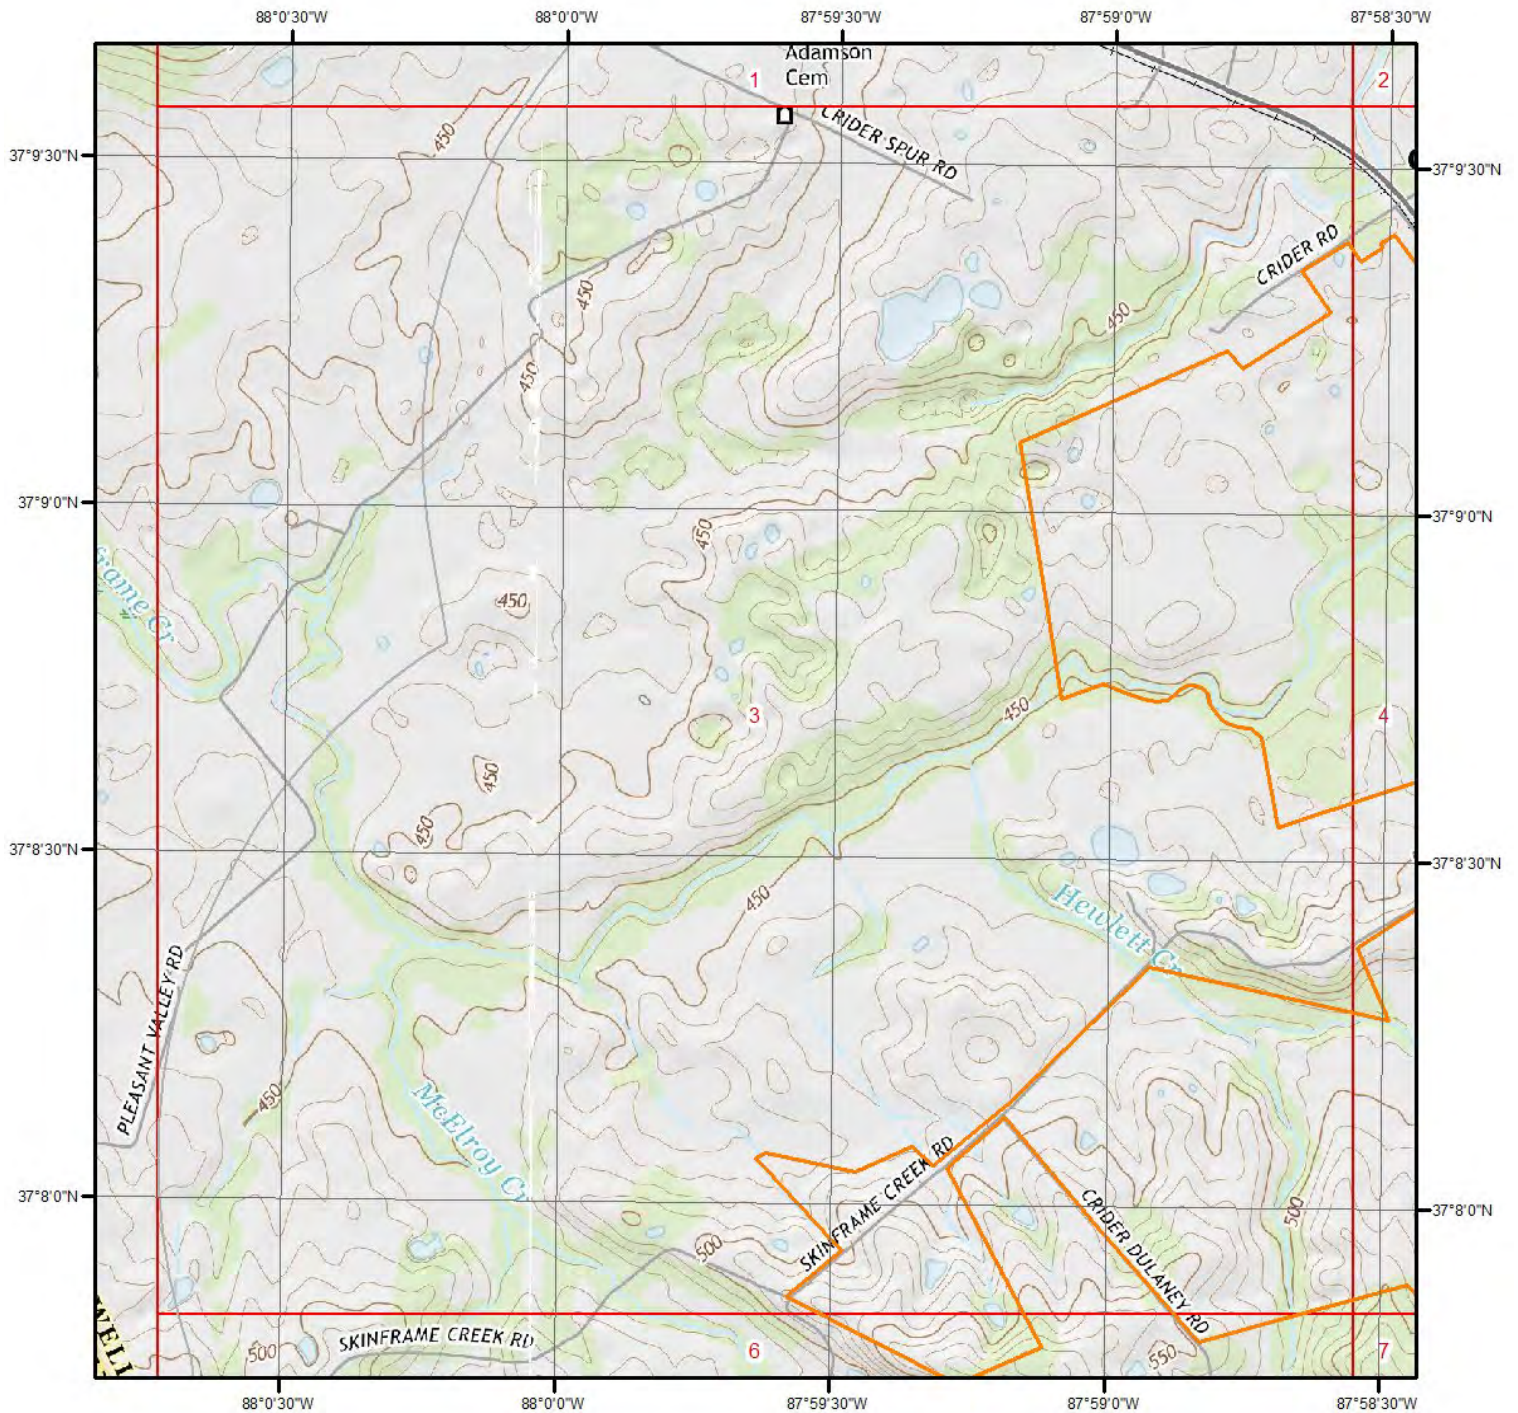 88°0'30"W
88°0'0"W
87°59'30"W
87°59'0"W
87°58'30"W
Adamson
Cem
1
2
CRIDER SPUR RD
450
37°9'30"N
37°9'30"N
CRIDER RD
450
450
450
37°9'0"N
37°9'0"N
450
450
frame Cr
3
450
4
450
450
37°8'30"N
37°8'30"N
450
Hewlett Cr
PLEASANT VALLEY RD
450
McElroy Cr
SKINFRAME CREEK RD
CRIDER DULANEY RD
37°8'0"N
500
37°8'0"N
500
WELL
SKINFRAME CREEK RD
500
6
550
7
88°0'30"W
88°0'0"W
87°59'30"W
87°59'0"W
87°58'30"W